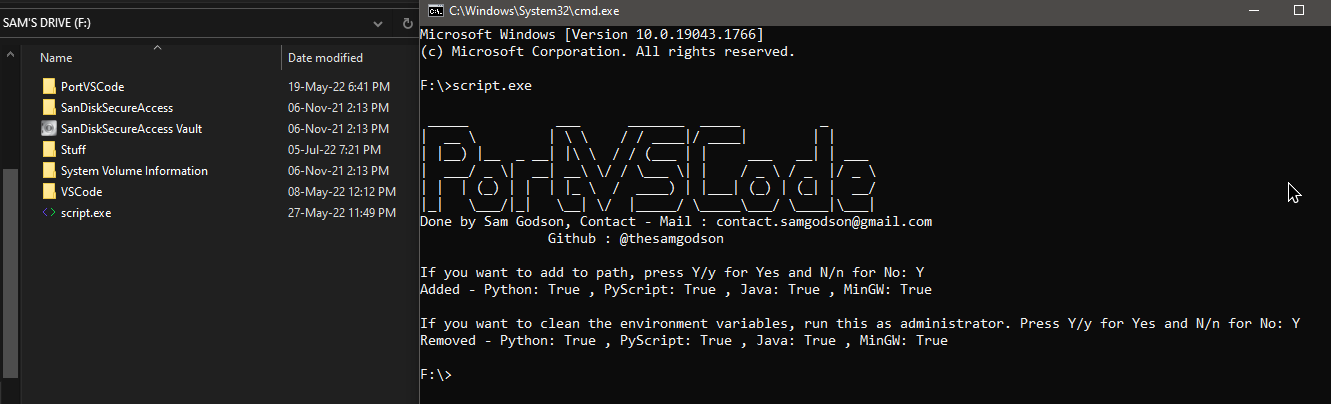 SAM'S DRIVE (F:)
Name Date modified
PortVSCode 19-May-22 6:41 PM
SanDiskSecureAccess 06-Nov-21 2:13 PM
SanDiskSecureAccess Vault 06-Nov-21 2:13 PM
Stuff 05-Jul-22 7:21 PM
System Volume Information 06-Nov-21 2:13 PM
VSCode 08-May-22 12:12 PM
script.exe 27-May-22 11:49 PM
C:\Windows\System32\cmd.exe
Microsoft Windows [Version 10.0.19043.1766]
(c) Microsoft Corporation. All rights reserved.
F:\>script.exe
PortVSCode
Done by Sam Godson, Contact - Mail : contact.samgodson@gmail.com
Github : @thesamgodson
If you want to add to path, press Y/y for Yes and N/n for No: Y
Added - Python: True , PyScript: True , Java: True , MinGW: True
If you want to clean the environment variables, run this as administrator. Press Y/y for Yes and N/n for No: Y
Removed - Python: True , PyScript: True , Java: True , MinGW: True
F:\>